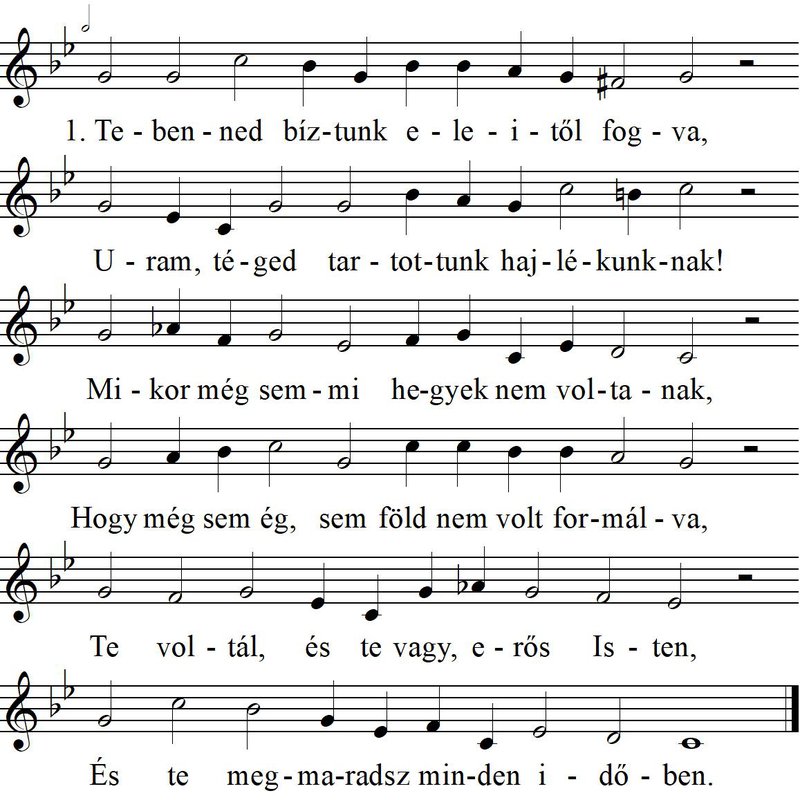 1. Te - ben - ned bíz-tunk e - le - i - től fog - va,
U - ram, té - ged tar - tot-tunk haj-lé-kunk-nak!
Mi - kor még sem - mi he-gyek nem vol-ta - nak,
Hogy még sem ég, sem föld nem volt for-mál - va,
Te vol - tál, és te vagy, e - rős Is - ten,
És te meg-ma-radsz min-den i - dő - ben.